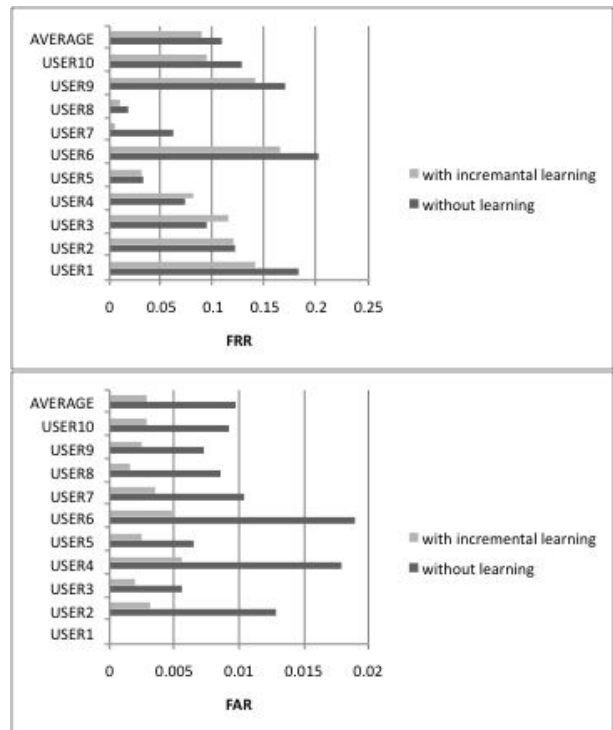 AVERAGE
USER10
USER9
USER8
USER7
USER6
USER5
USER4
USER3
USER2
USER1
0 0.05 0.1 0.15 0.2 0.25
FRR
with incremantal learning
without learning
AVERAGE
USER10
USER9
USER8
USER7
USER6
USER5
USER4
USER3
USER2
USER1
0 0.005 0.01 0.015 0.02
FAR
with incremental learning
without learning